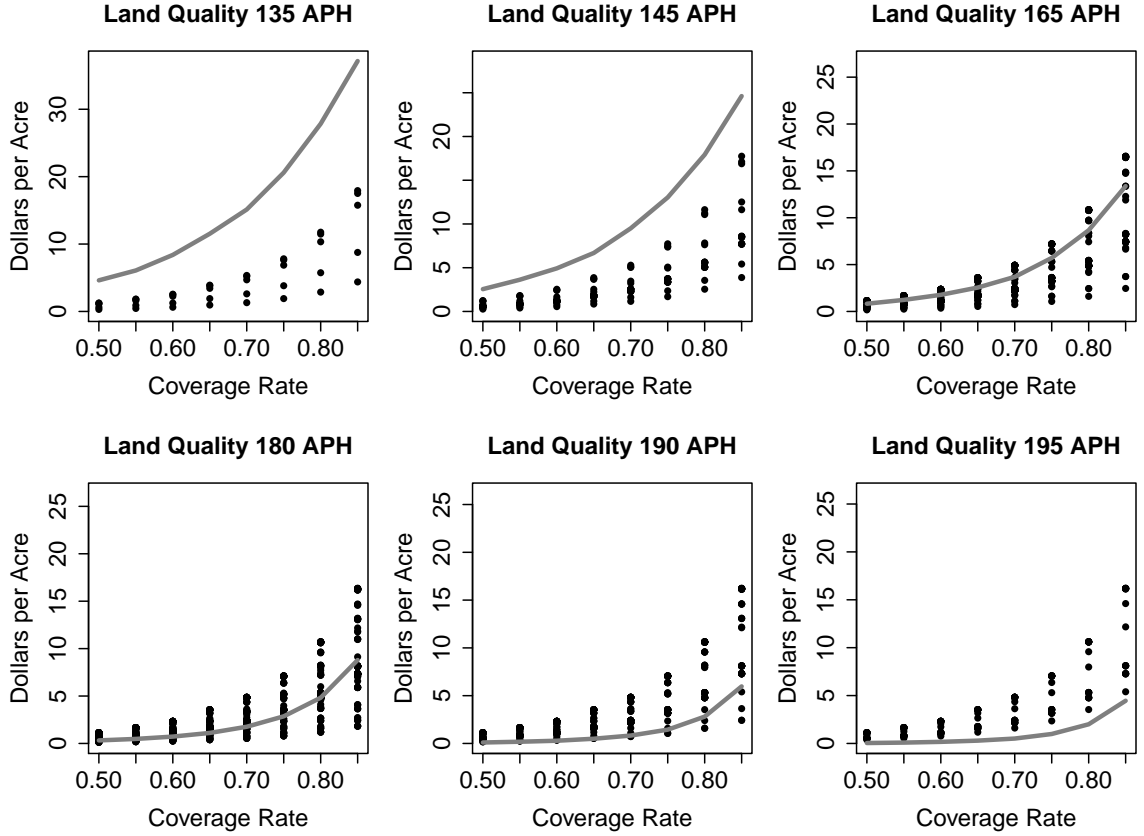 Land Quality 135 APH
Dollars per Acre
0 10 20 30
0.50 0.60 0.70 0.80
Coverage Rate
Land Quality 145 APH
Dollars per Acre
0 5 10 20
0.50 0.60 0.70 0.80
Coverage Rate
Land Quality 165 APH
Dollars per Acre
0 5 10 15 20 25
0.50 0.60 0.70 0.80
Coverage Rate
Land Quality 180 APH
Dollars per Acre
0 5 10 15 20 25
0.50 0.60 0.70 0.80
Coverage Rate
Land Quality 190 APH
Dollars per Acre
0 5 10 15 20 25
0.50 0.60 0.70 0.80
Coverage Rate
Land Quality 195 APH
Dollars per Acre
0 5 10 15 20 25
0.50 0.60 0.70 0.80
Coverage Rate